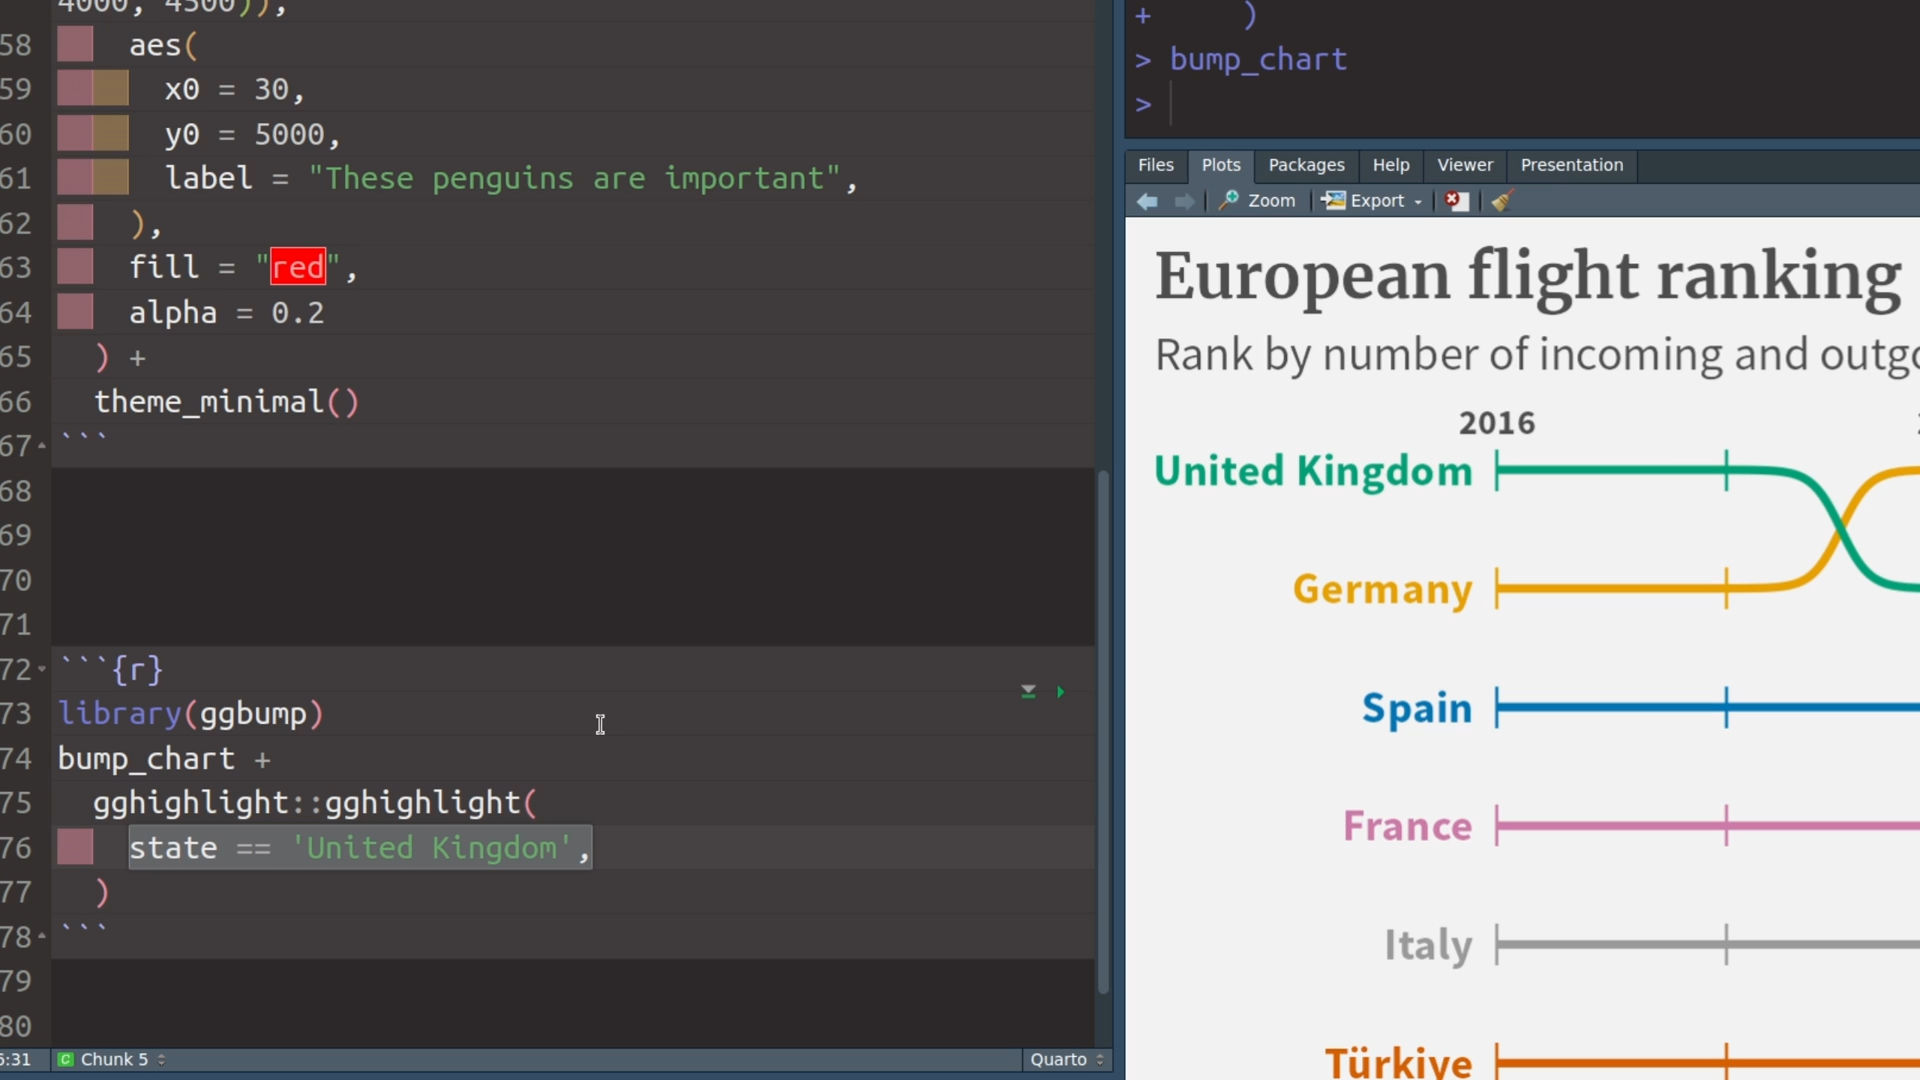 4000, 4500)),
58 aes(
59 x0 = 30,
60 y0 = 5000,
61 label = "These penguins are important",
62 ),
63 fill = "red",
64 alpha = 0.2
65 ) +
66 theme_minimal()
67 ```
68
69
70
71
72 ```{r}
73 library(ggbump)
74 bump_chart +
75 gghighlight::gghighlight(
76 state == 'United Kingdom',
77 )
78 ```
79
80
:31 C Chunk 5 Quarto
+ )
> bump_chart
>
Files Plots Packages Help Viewer Presentation
Zoom Export
European flight ranking
Rank by number of incoming and outgo
2016
United Kingdom
Germany
Spain
France
Italy
Türkiye